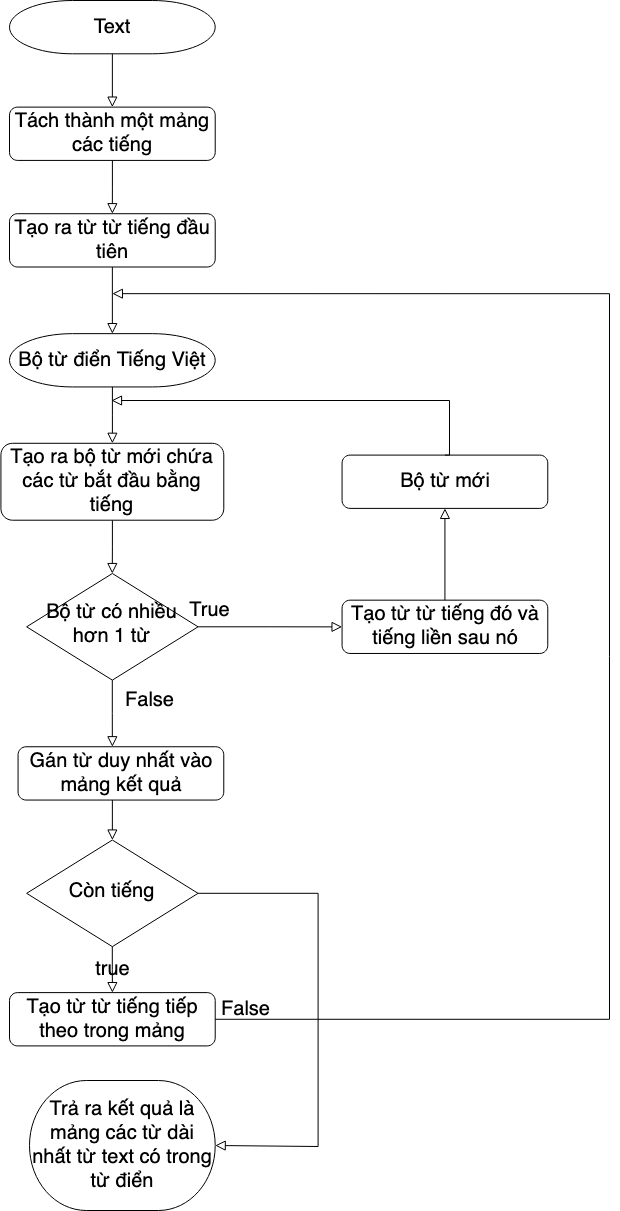 Text
Tách thành một mảng
các tiếng
Tạo ra từ từ tiếng đầu
tiên
Bộ từ điển Tiếng Việt
Tạo ra bộ từ mới chứa
các từ bắt đầu bằng
tiếng
Bộ từ mới
Bộ từ có nhiều
hơn 1 từ
True
Tạo từ từ tiếng đó và
tiếng liền sau nó
False
Gán từ duy nhất vào
mảng kết quả
Còn tiếng
true
Tạo từ từ tiếng tiếp
theo trong mảng
False
Trả ra kết quả là
mảng các từ dài
nhất từ text có trong
từ điển